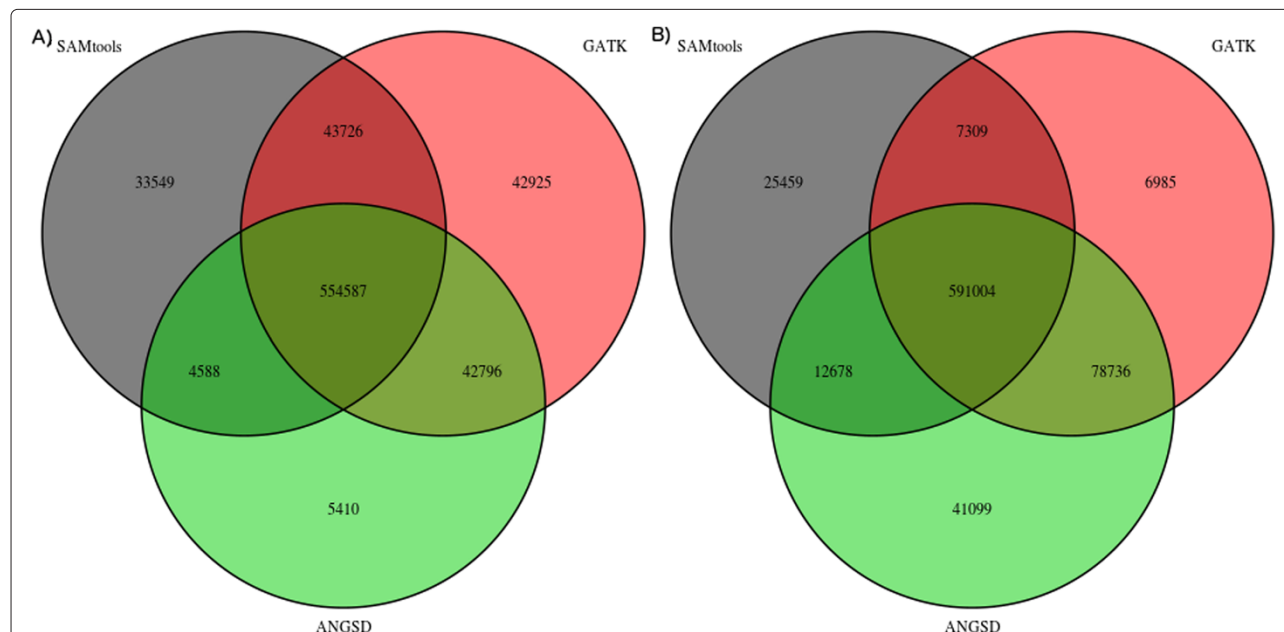 A) SAMtools
GATK
43726
33549
42925
554587
4588
42796
5410
ANGSD
B) SAMtools
GATK
7309
25459
6985
591004
12678
78736
41099
ANGSD